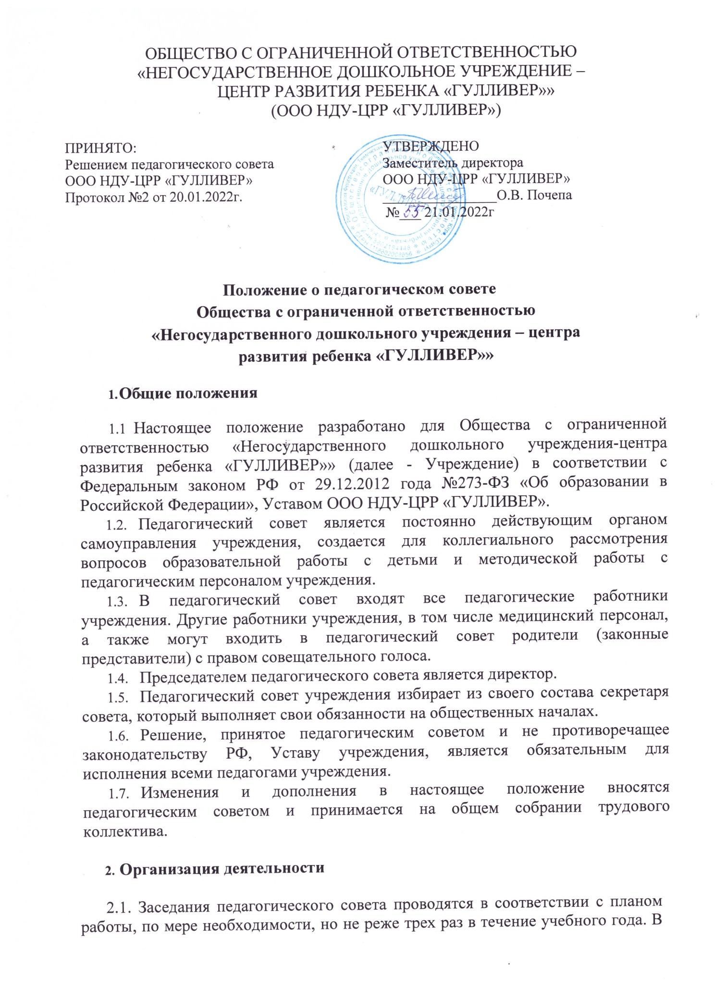 ОБЩЕСТВО С ОГРАНИЧЕННОЙ ОТВЕТСТВЕННОСТЬЮ
«НЕГОСУДАРСТВЕННОЕ ДОШКОЛЬНОЕ УЧРЕЖДЕНИЕ –
ЦЕНТР РАЗВИТИЯ РЕБЕНКА «ГУЛЛИВЕР»»
(ООО НДУ-ЦРР «ГУЛЛИВЕР»)
ПРИНЯТО:
Решением педагогического совета
ООО НДУ-ЦРР «ГУЛЛИВЕР»
Протокол №2 от 20.01.2022г.
УТВЕРЖДЕНО
Заместитель директора
ООО НДУ-ЦРР «ГУЛЛИВЕР»
О.В. Почепа
№ 55 21.01.2022г
«ГУЛЛИВЕР»
Положение о педагогическом совете
Общества с ограниченной ответственностью
«Негосударственного дошкольного учреждения – центра
развития ребенка «ГУЛЛИВЕР»»
1.Общие положения
1.1 Настоящее положение разработано для Общества с ограниченной
ответственностью «Негосударственного дошкольного учреждения-центра
развития ребенка «ГУЛЛИВЕР»» (далее - Учреждение) в соответствии с
Федеральным законом РФ от 29.12.2012 года №273-ФЗ «Об образовании в
Российской Федерации», Уставом ООО НДУ-ЦРР «ГУЛЛИВЕР».
1.2. Педагогический совет является постоянно действующим органом
самоуправления учреждения, создается для коллегиального рассмотрения
вопросов образовательной работы с детьми и методической работы с
педагогическим персоналом учреждения.
1.3. В педагогический совет входят все педагогические работники
учреждения. Другие работники учреждения, в том числе медицинский персонал,
а также могут входить в педагогический совет родители (законные
представители) с правом совещательного голоса.
1.4. Председателем педагогического совета является директор.
1.5. Педагогический совет учреждения избирает из своего состава секретаря
совета, который выполняет свои обязанности на общественных началах.
1.6. Решение, принятое педагогическим советом и не противоречащее
законодательству РФ, Уставу учреждения, является обязательным для
исполнения всеми педагогами учреждения.
1.7. Изменения и дополнения в настоящее положение вносятся
педагогическим советом и принимается на общем собрании трудового
коллектива.
2. Организация деятельности
2.1. Заседания педагогического совета проводятся в соответствии с планом
работы, по мере необходимости, но не реже трех раз в течение учебного года. В